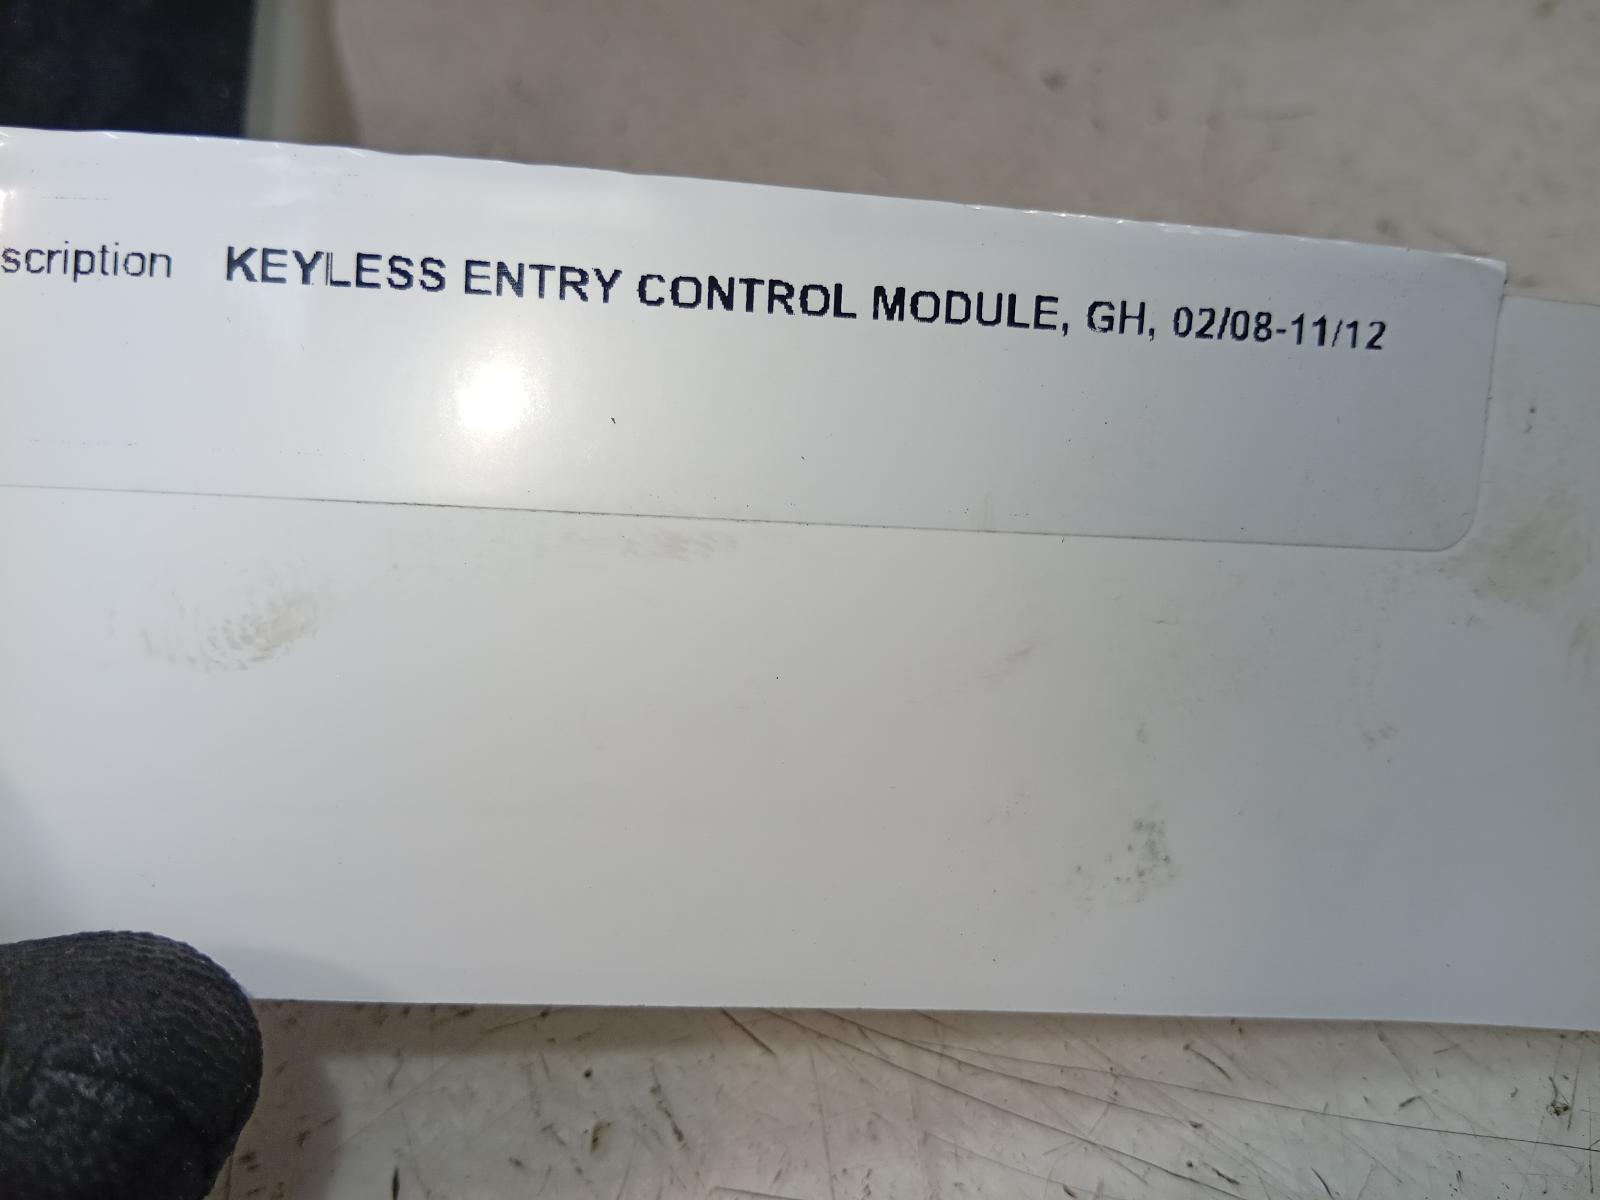 scription KEYLESS ENTRY CONTROL MODULE, GH, 02/08-11/12